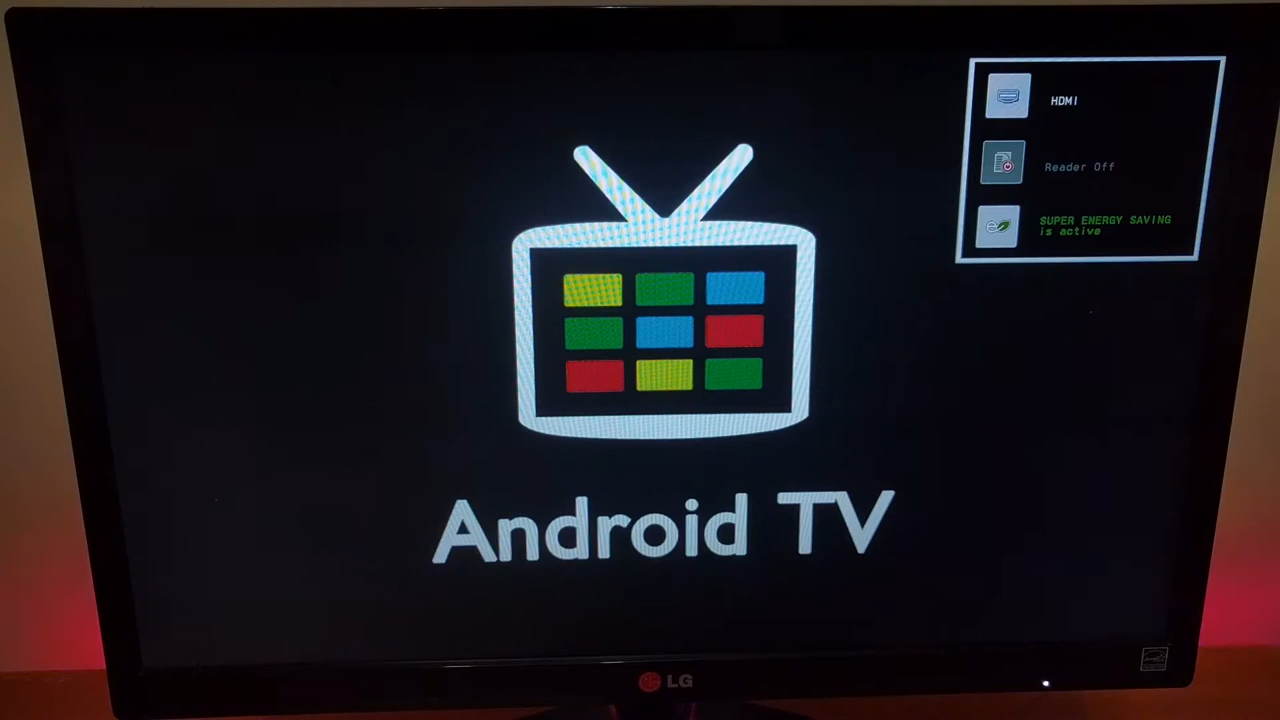 HDMI
Reader Off
SUPER ENERGY SAVING
is active
Android TV
LG